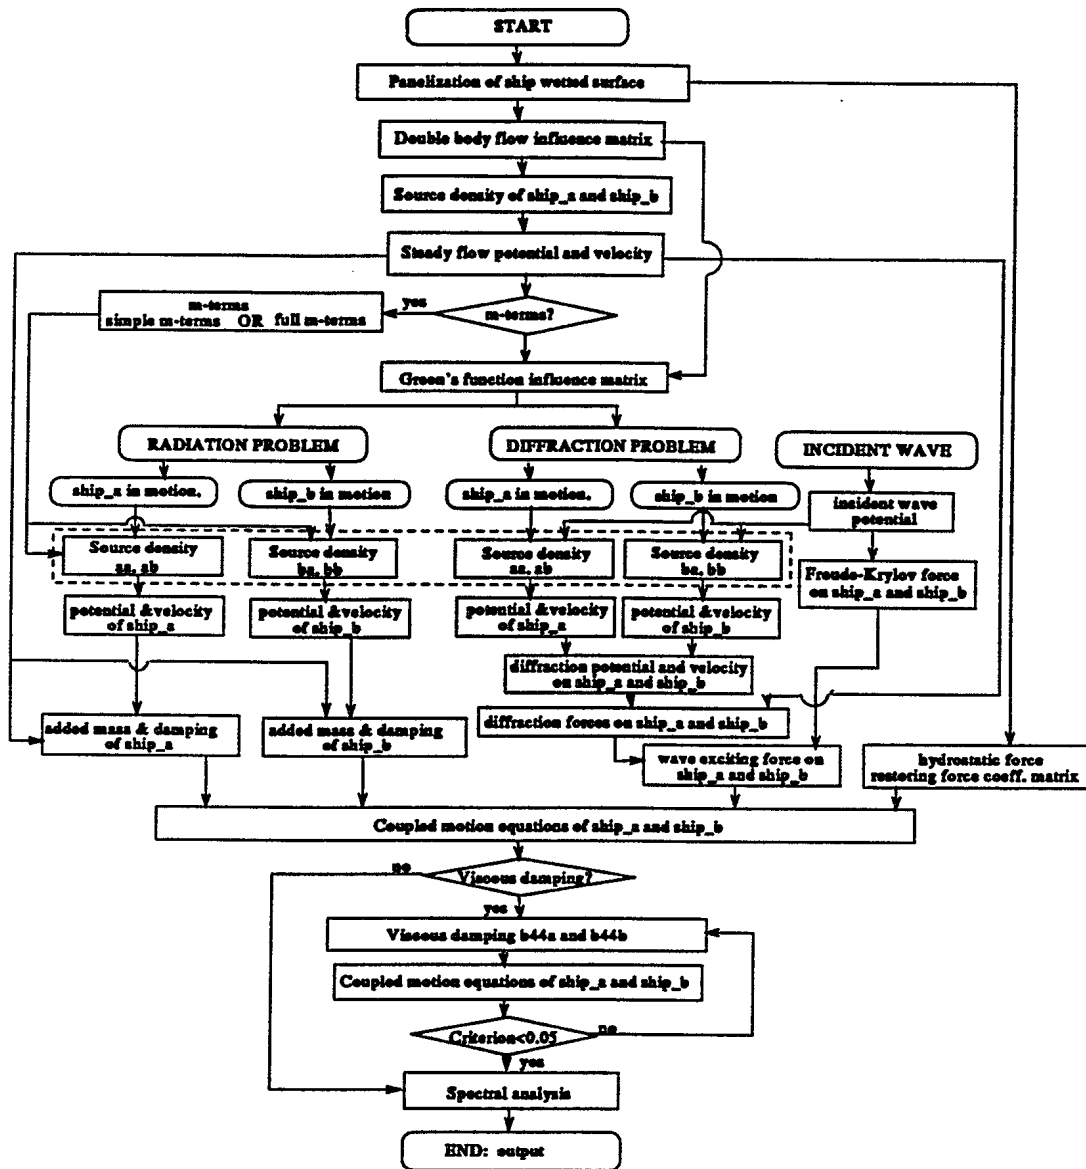 START
Panelization of ship wetted surface
Double body flow influence matrix
Source density of ship_a and ship_b
Steady flow potential and velocity
yes
m-terms
simple m-terms OR full m-terms
m-terms?
Green's function influence matrix
RADIATION PROBLEM
DIFFRACTION PROBLEM
INCIDENT WAVE
ship_a in motion.
ship_b in motion
ship_a in motion.
ship_b in motion
incident wave
potential
Source density
aa. ab
Source density
ba. bb
Source density
aa. ab
Source density
ba. bb
Freude-Krylov force
on ship_a and ship_b
potential &velocity
of ship_a
potential &velocity
of ship_b
potential &velocity
of ship_a
potential &velocity
of ship_b
diffraction potential and velocity
on ship_a and ship_b
diffraction forces on ship_a and ship_b
added mass & damping
of ship_a
added mass & damping
of ship_b
wave exciting force on
ship_a and ship_b
hydrostatic force
restering force coeff. matrix
Coupled motion equations of ship_a and ship_b
no
Viscous damping?
yes
Viscous damping b44a and b44b
Coupled motion equations of ship_a and ship_b
Criterion<0.05
no
yes
Spectral analysis
END: output